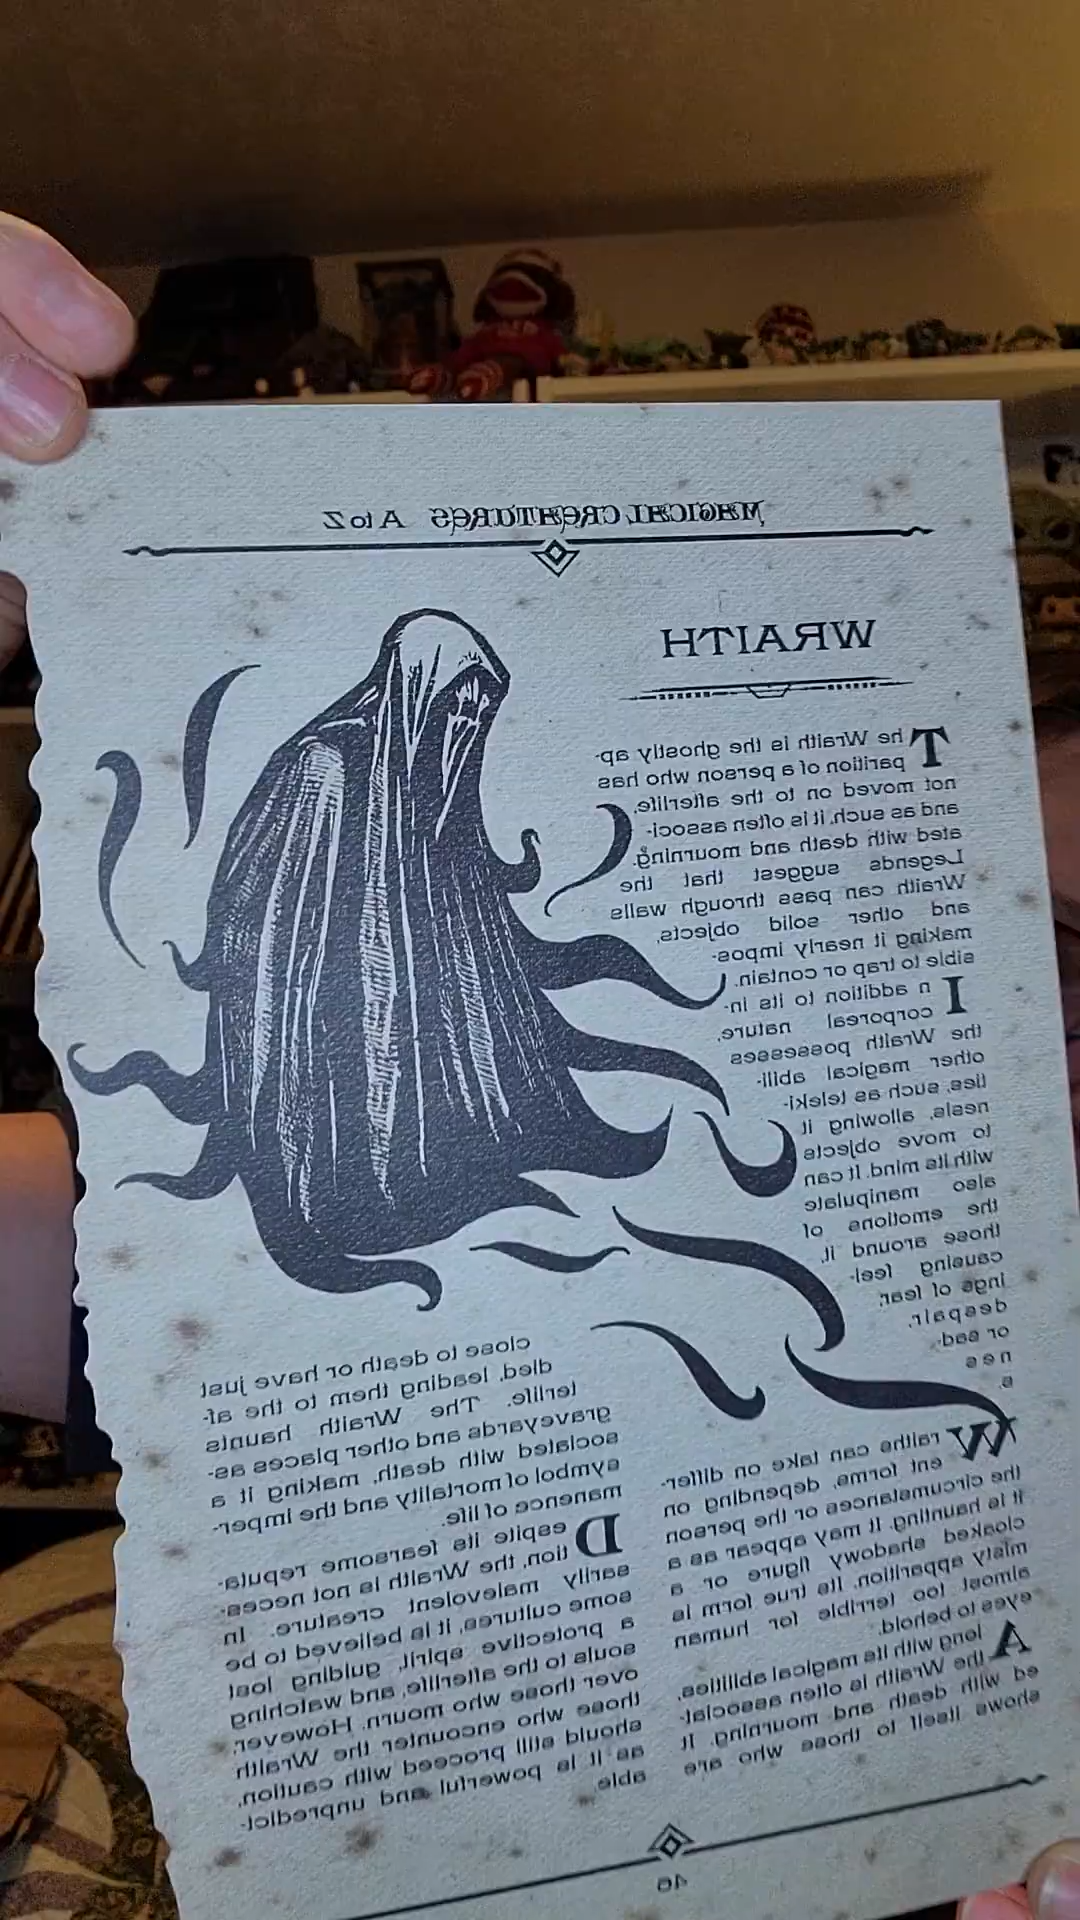 MAGICAL CREATURES A to Z
WRAITH
The Wraith is the ghostly ap-
parition of a person who has
not moved on to the afterlife,
and as such, it is often associ-
ated with death and mourning.
Legends suggest that the
Wraith can pass through walls
and other solid objects,
making it nearly impos-
sible to trap or contain.
In addition to its in-
corporeal nature,
the Wraith possesses
other magical abili-
ties, such as teleki-
nesis, allowing it
to move objects
with its mind. It can
also manipulate
the emotions of
those around it,
causing feel-
ings of fear,
despair,
or sad-
nes
s.
Wraiths can take on differ-
ent forms, depending on
the circumstances or the person
it is haunting. It may appear as a
cloaked shadowy figure or a
misty apparition. Its true form is
almost too terrible for human
eyes to behold.
Along with its magical abilities,
the Wraith is often associat-
ed with death and mourning. It
shows itself to those who are
close to death or have just
died, leading them to the af-
terlife. The Wraith haunts
graveyards and other places as-
sociated with death, making it a
symbol of mortality and the imper-
manence of life.
Despite its fearsome reputa-
tion, the Wraith is not neces-
sarily malevolent creature. In
some cultures, it is believed to be
a protective spirit, guiding lost
souls to the afterlife, and watching
over those who mourn. However,
those who encounter the Wraith
should still proceed with caution,
as it is powerful and unpredict-
able.